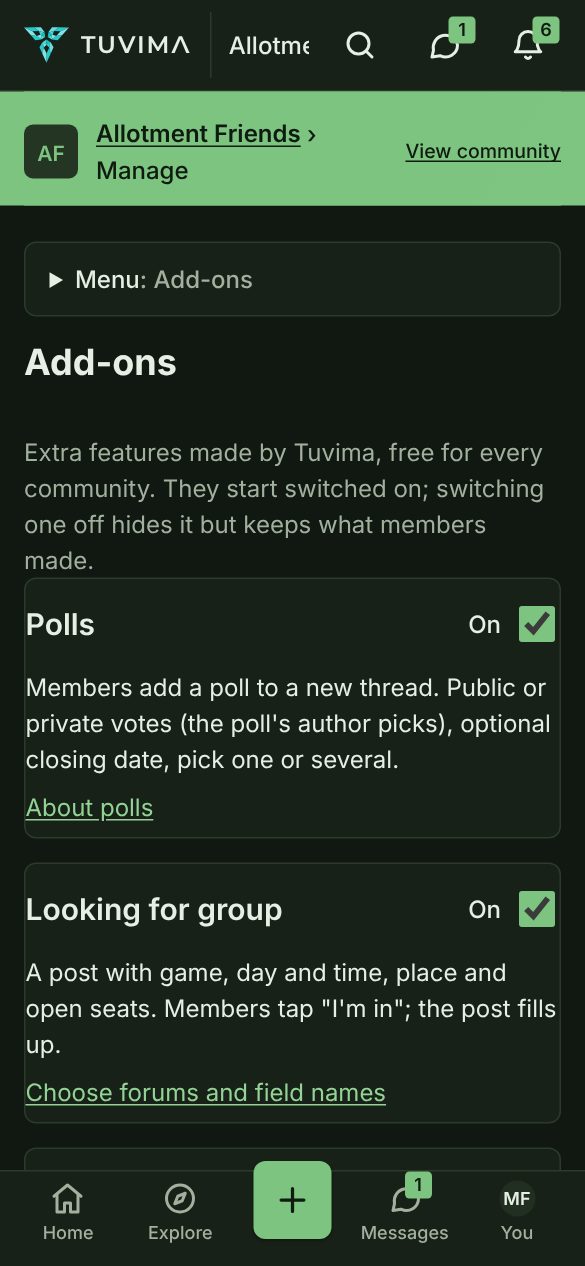 TUVIMA
Allotme
1
6
AF
Allotment Friends ›
Manage
View community
Menu: Add-ons
Add-ons
Extra features made by Tuvima, free for every
community. They start switched on; switching
one off hides it but keeps what members
made.
Polls
On
Members add a poll to a new thread. Public or
private votes (the poll's author picks), optional
closing date, pick one or several.
About polls
Looking for group
On
A post with game, day and time, place and
open seats. Members tap "I'm in"; the post fills
up.
Choose forums and field names
Home
Explore
1
Messages
MF
You